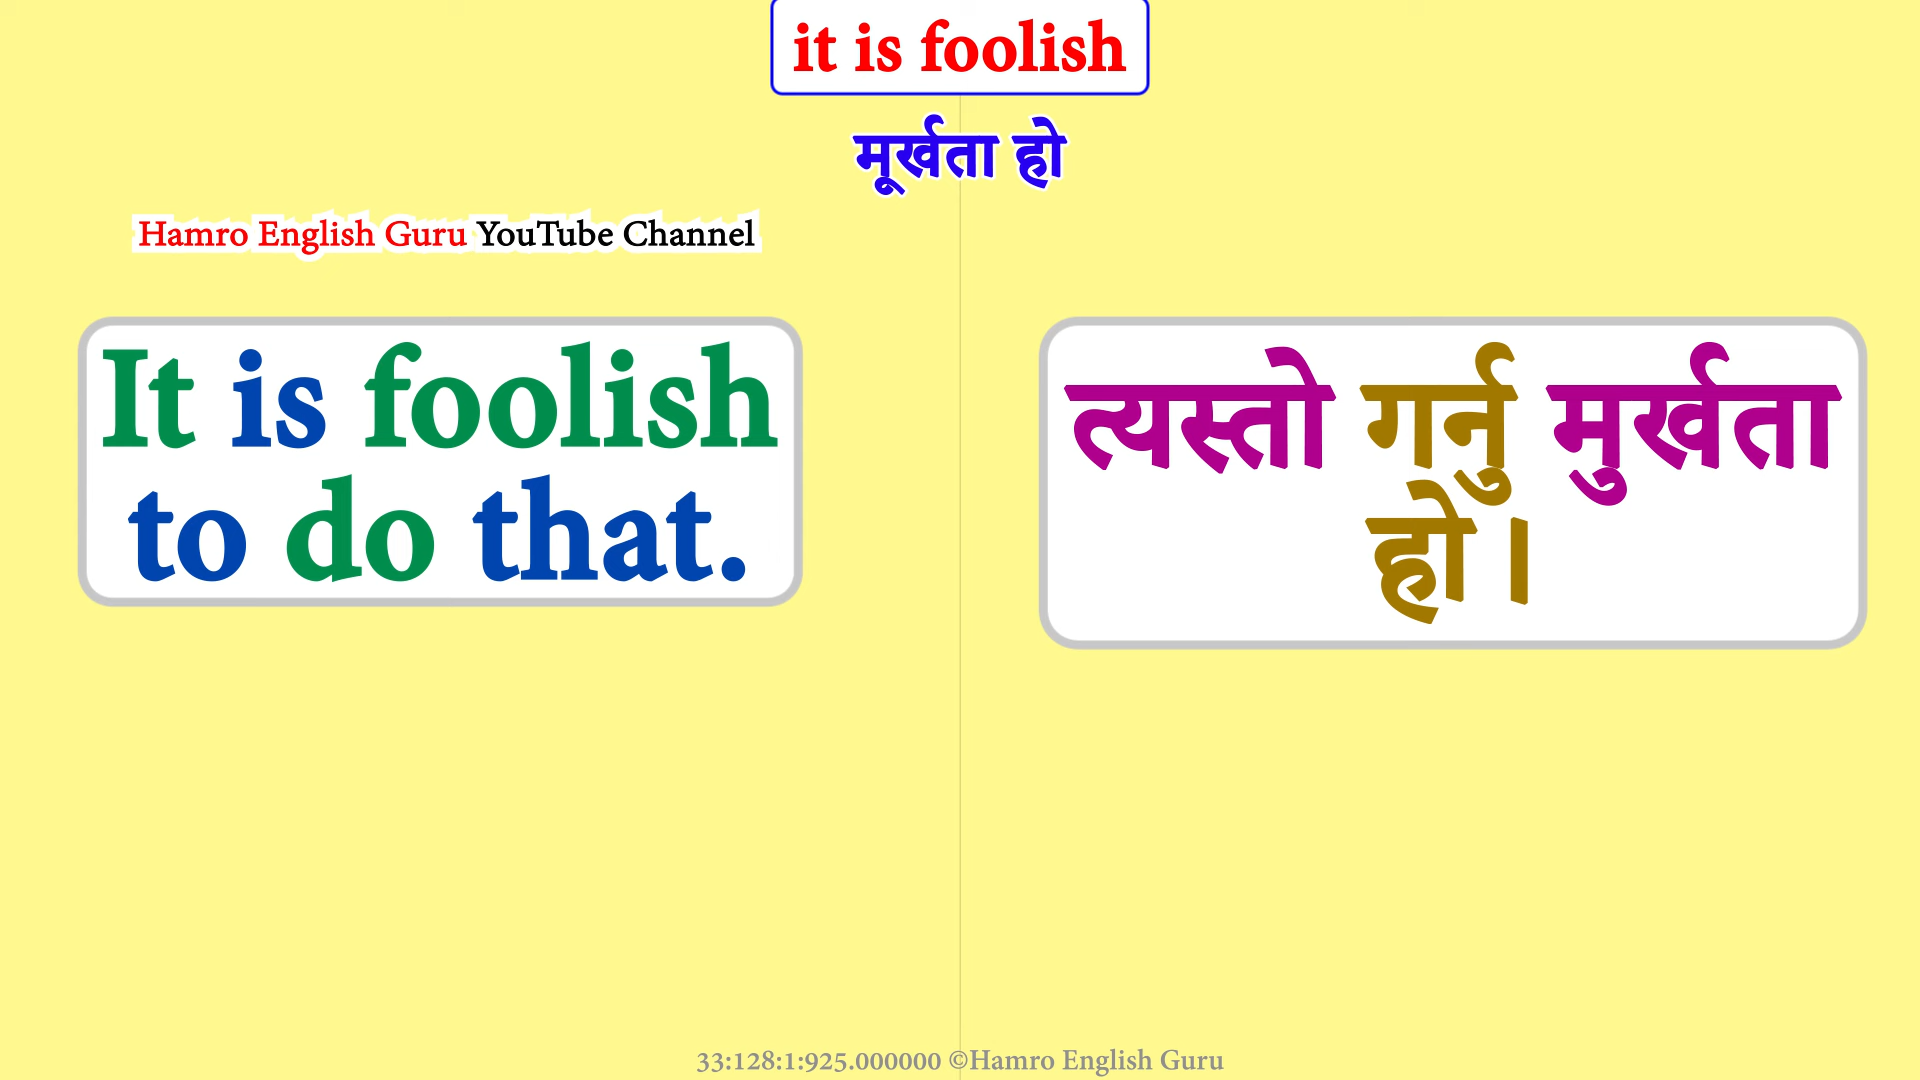 it is foolish
मूर्खता हो
Hamro English Guru YouTube Channel
It is foolish
to do that.
त्यस्तो गर्नु मुर्खता
हो ।
33:128:1:925.000000 ©Hamro English Guru